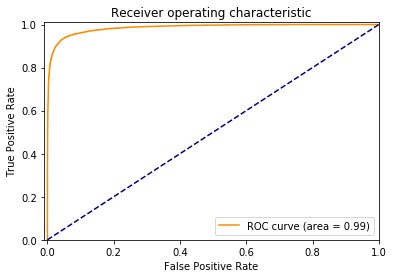 Receiver operating characteristic
True Positive Rate
1.0
0.8
0.6
0.4
0.2
0.0
ROC curve (area = 0.99)
0.0 0.2 0.4 0.6 0.8 1.0
False Positive Rate